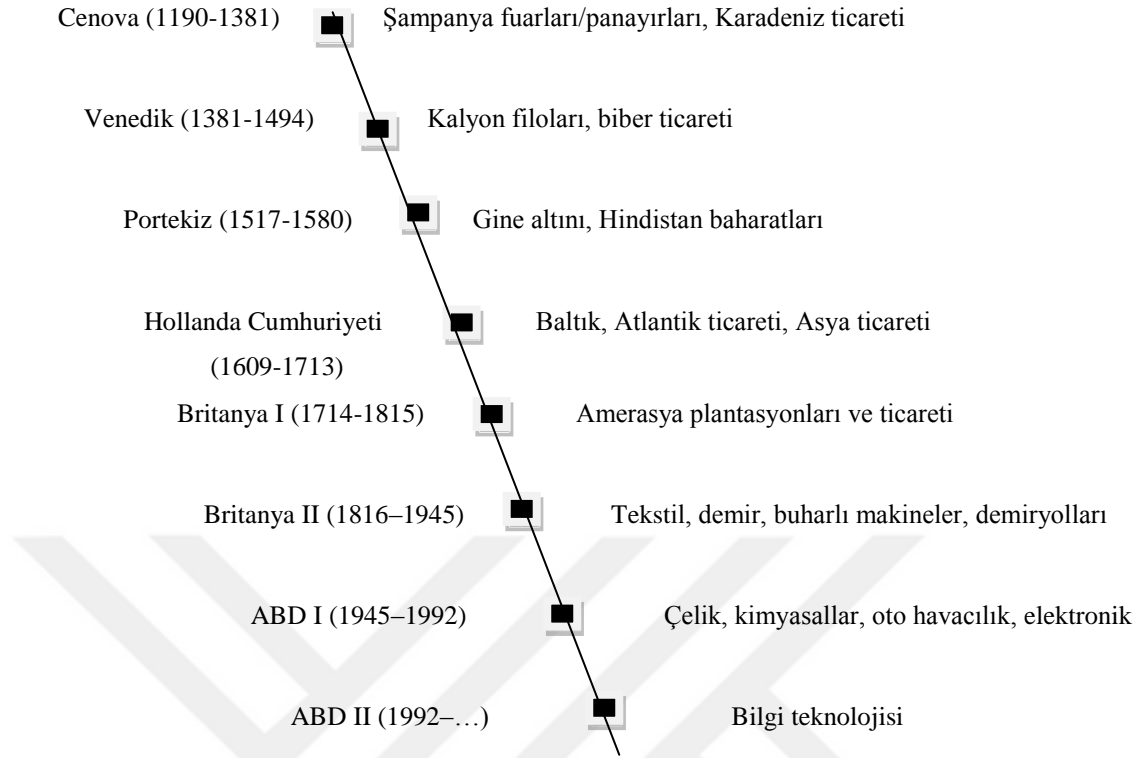 Cenova (1190-1381) Şampanya fuarları/panayırları, Karadeniz ticareti
Venedik (1381-1494) Kalyon filoları, biber ticareti
Portekiz (1517-1580) Gine altını, Hindistan baharatları
Hollanda Cumhuriyeti Baltık, Atlantik ticareti, Asya ticareti
(1609-1713)
Britanya I (1714-1815) Amerasya plantasyonları ve ticareti
Britanya II (1816–1945) Tekstil, demir, buharlı makineler, demiryolları
ABD I (1945–1992) Çelik, kimyasallar, oto havacılık, elektronik
ABD II (1992–…) Bilgi teknolojisi